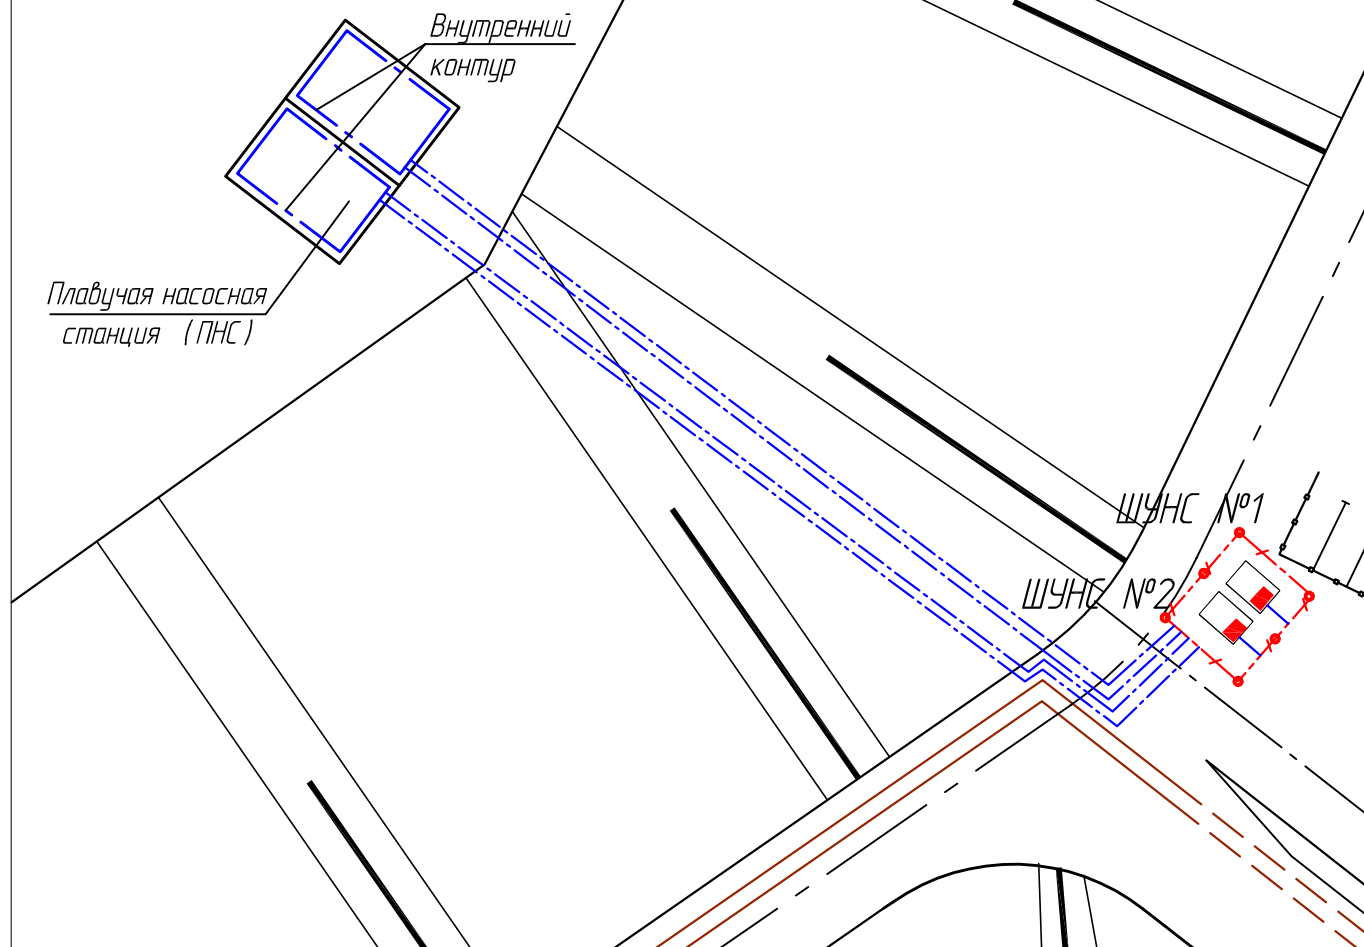 Внутренний
контур
Плавучая насосная
станция (ПНС)
ШУНС №1
ШУНС №2